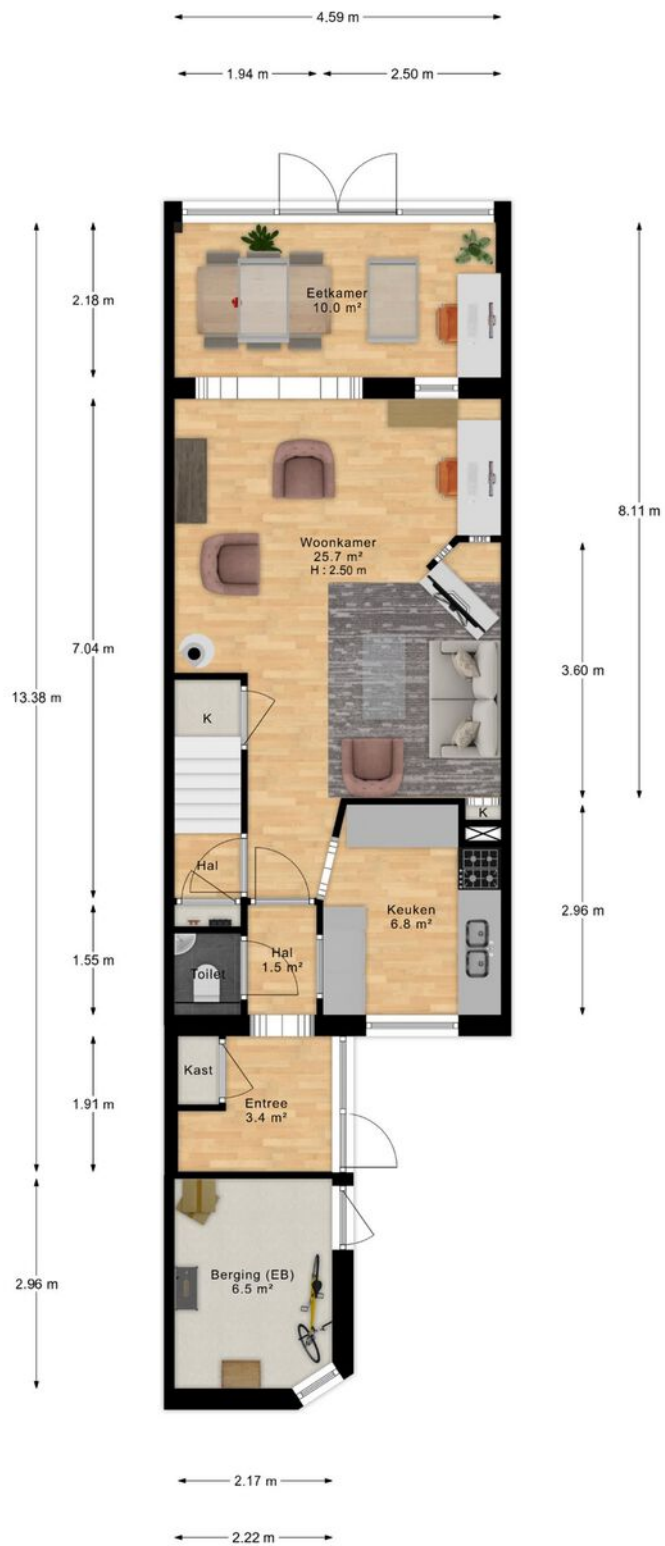 4.59 m
1.94 m
2.50 m
2.18 m
Eetkamer
10.0 m²
8.11 m
Woonkamer
25.7 m²
H : 2.50 m
7.04 m
3.60 m
13.38 m
K
K
Hal
Keuken
6.8 m²
2.96 m
Hal
1.5 m²
1.55 m
Toilet
Kast
Entree
3.4 m²
1.91 m
Berging (EB)
6.5 m²
2.96 m
2.17 m
2.22 m